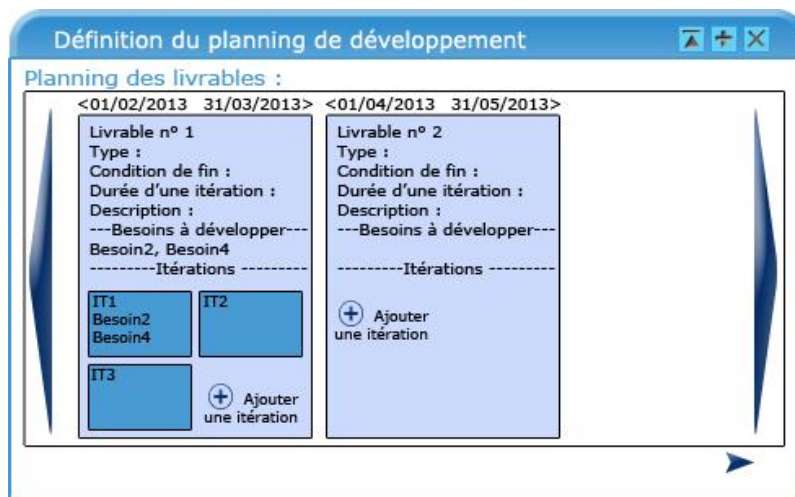 Définition du planning de développement
Planning des livrables :
<01/02/2013 31/03/2013> <01/04/2013 31/05/2013>
Livrable nº 1
Type :
Condition de fin :
Durée d'une itération :
Description :
---Besoins à développer---
Besoin2, Besoin4
---------Itérations ---------
IT1
Besoin2
Besoin4
IT2
IT3
Ajouter
une itération
Livrable nº 2
Type :
Condition de fin :
Durée d'une itération :
Description :
---Besoins à développer---
---------Itérations ---------
Ajouter
une itération